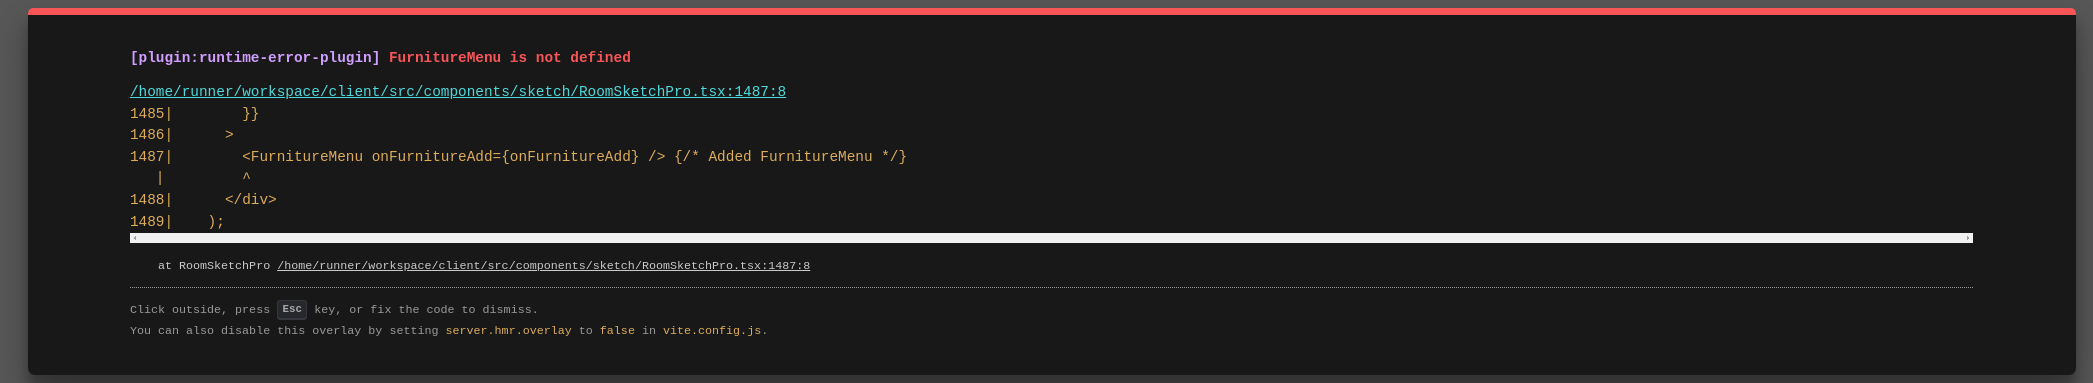 [plugin:runtime-error-plugin] FurnitureMenu is not defined
/home/runner/workspace/client/src/components/sketch/RoomSketchPro.tsx:1487:8
1485|        }}
1486|      >
1487|        <FurnitureMenu onFurnitureAdd={onFurnitureAdd} /> {/* Added FurnitureMenu */}
   |         ^
1488|      </div>
1489|    );
at RoomSketchPro /home/runner/workspace/client/src/components/sketch/RoomSketchPro.tsx:1487:8
Click outside, press Esc key, or fix the code to dismiss.
You can also disable this overlay by setting server.hmr.overlay to false in vite.config.js.